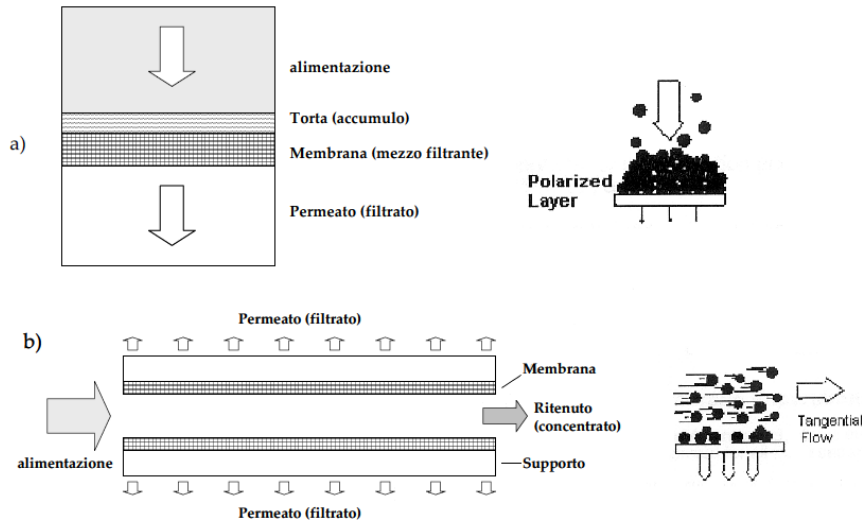 a)
alimentazione
Torta (accumulo)
Membrana (mezzo filtrante)
Permeato (filtrato)
Polarized
Layer
b)
Permeato (filtrato)
Membrana
Ritenuto
(concentrato)
alimentazione
Supporto
Permeato (filtrato)
Tangential
Flow